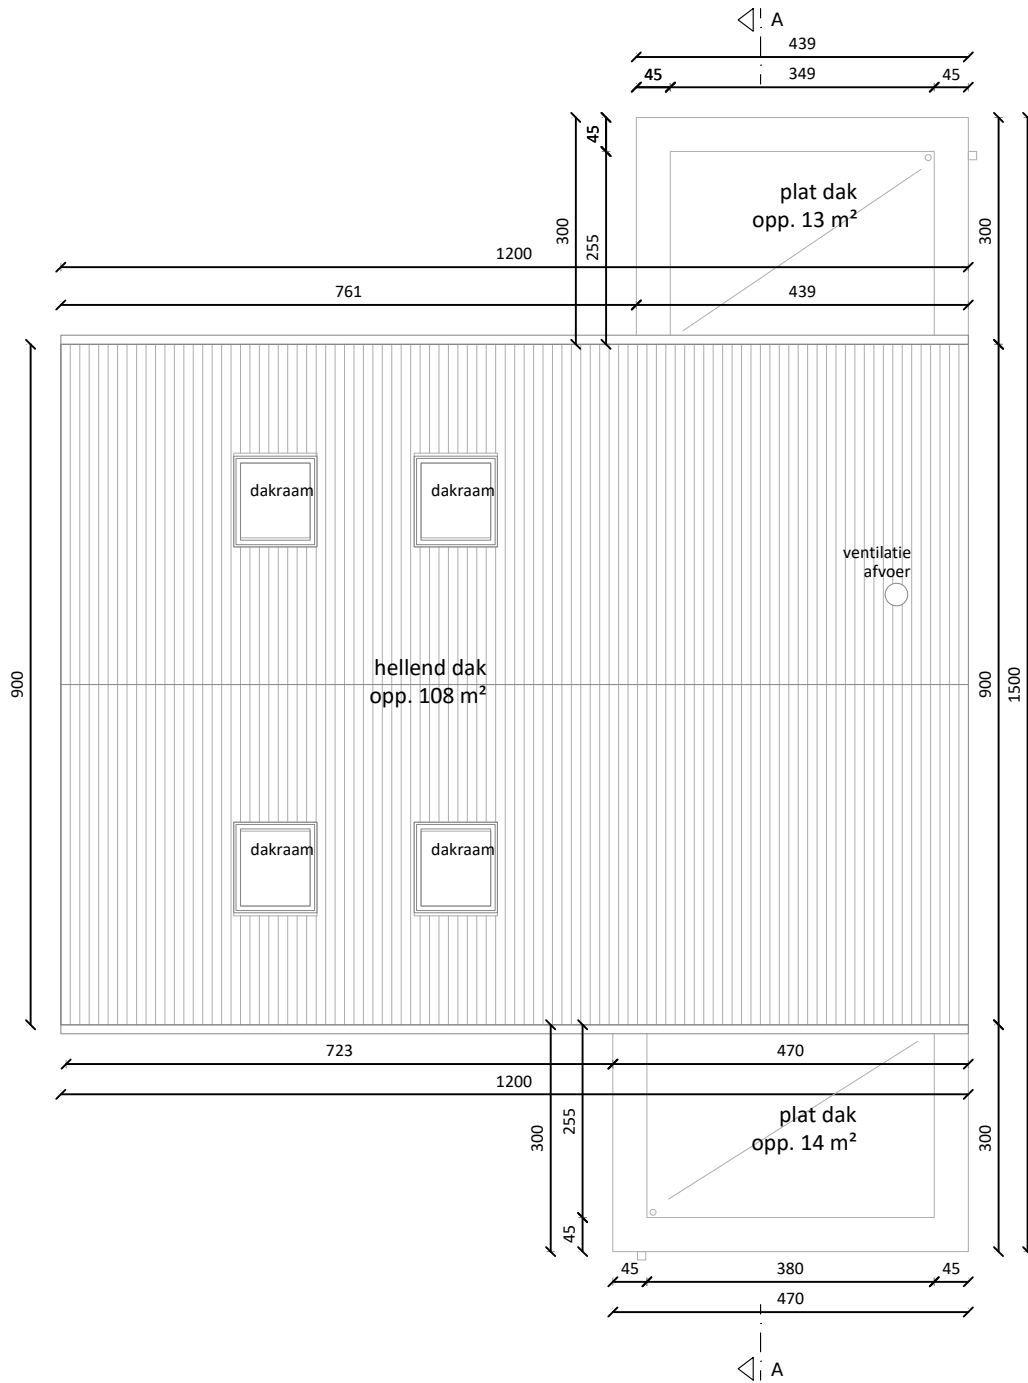 A
439
45
349
45
45
plat dak
opp. 13 m²
300
255
300
1200
761
439
dakraam
dakraam
ventilatie
afvoer
900
hellend dak
opp. 108 m²
900
1500
dakraam
dakraam
723
470
1200
300
255
plat dak
opp. 14 m²
300
45
45
380
45
470
A